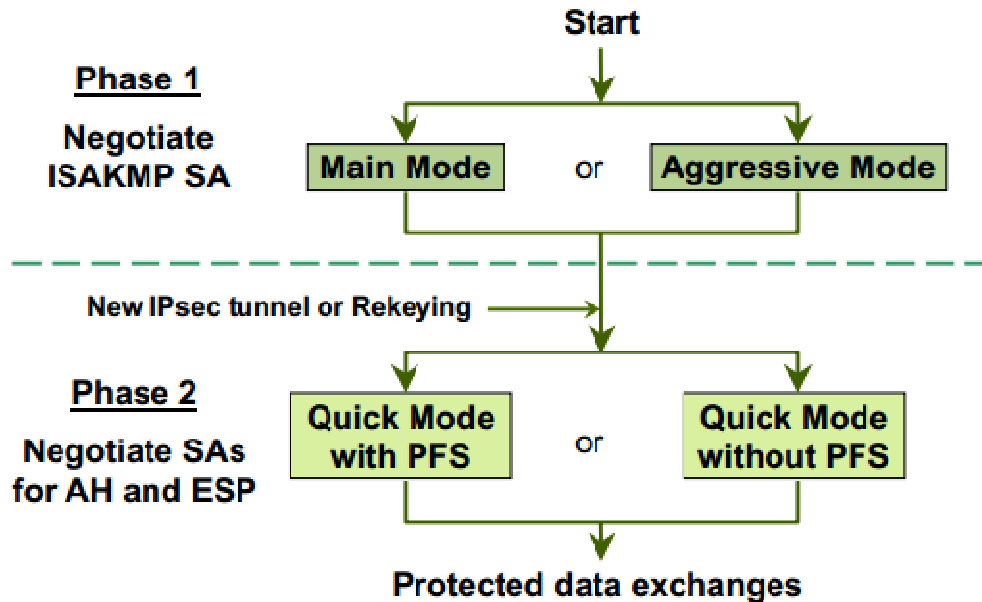 Start
Phase 1
Negotiate
ISAKMP SA
Main Mode
or
Aggressive Mode
New IPsec tunnel or Rekeying
Phase 2
Negotiate SAs
for AH and ESP
Quick Mode
with PFS
or
Quick Mode
without PFS
Protected data exchanges